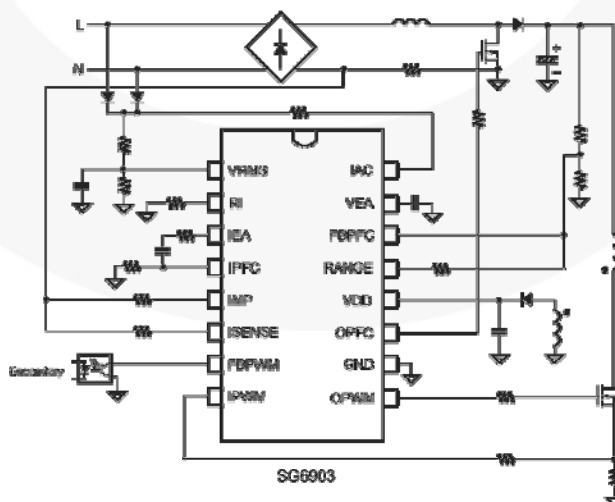 L
N
VRMS
RI
IEA
IPFC
IMP
ISENSE
FBPWM
IPWM
IAC
VEA
FBPFC
RANGE
VDD
OPFC
GND
OPWM
Secondary
SG6903